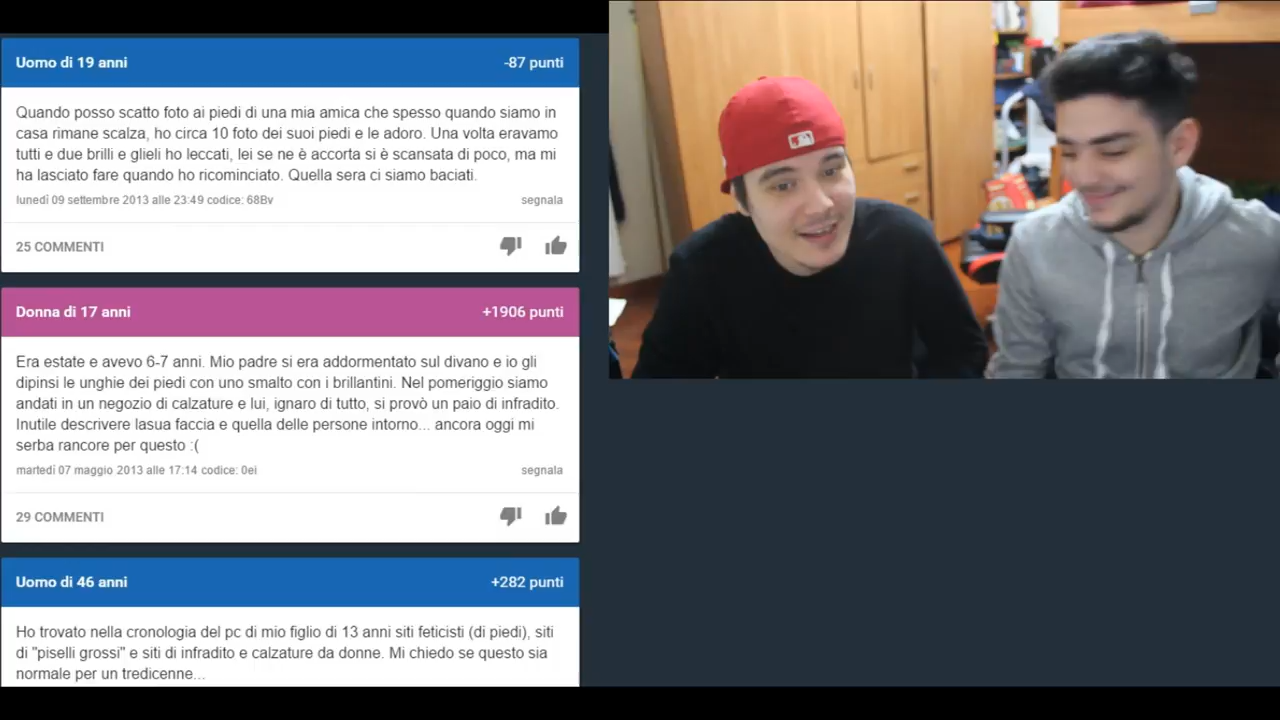 Uomo di 19 anni
-87 punti
Quando posso scatto foto ai piedi di una mia amica che spesso quando siamo in
casa rimane scalza, ho circa 10 foto dei suoi piedi e le adoro. Una volta eravamo
tutti e due brilli e glieli ho leccati, lei se ne è accorta si è scansata di poco, ma mi
ha lasciato fare quando ho ricominciato. Quella sera ci siamo baciati.
lunedì 09 settembre 2013 alle 23:49 codice: 68Bv
segnala
25 COMMENTI
Donna di 17 anni
+1906 punti
Era estate e avevo 6-7 anni. Mio padre si era addormentato sul divano e io gli
dipinsi le unghie dei piedi con uno smalto con i brillantini. Nel pomeriggio siamo
andati in un negozio di calzature e lui, ignaro di tutto, si provò un paio di infradito.
Inutile descrivere lasua faccia e quella delle persone intorno... ancora oggi mi
serba rancore per questo :(
martedì 07 maggio 2013 alle 17:14 codice: 0ei
segnala
29 COMMENTI
Uomo di 46 anni
+282 punti
Ho trovato nella cronologia del pc di mio figlio di 13 anni siti feticisti (di piedi), siti
di "piselli grossi" e siti di infradito e calzature da donne. Mi chiedo se questo sia
normale per un tredicenne...